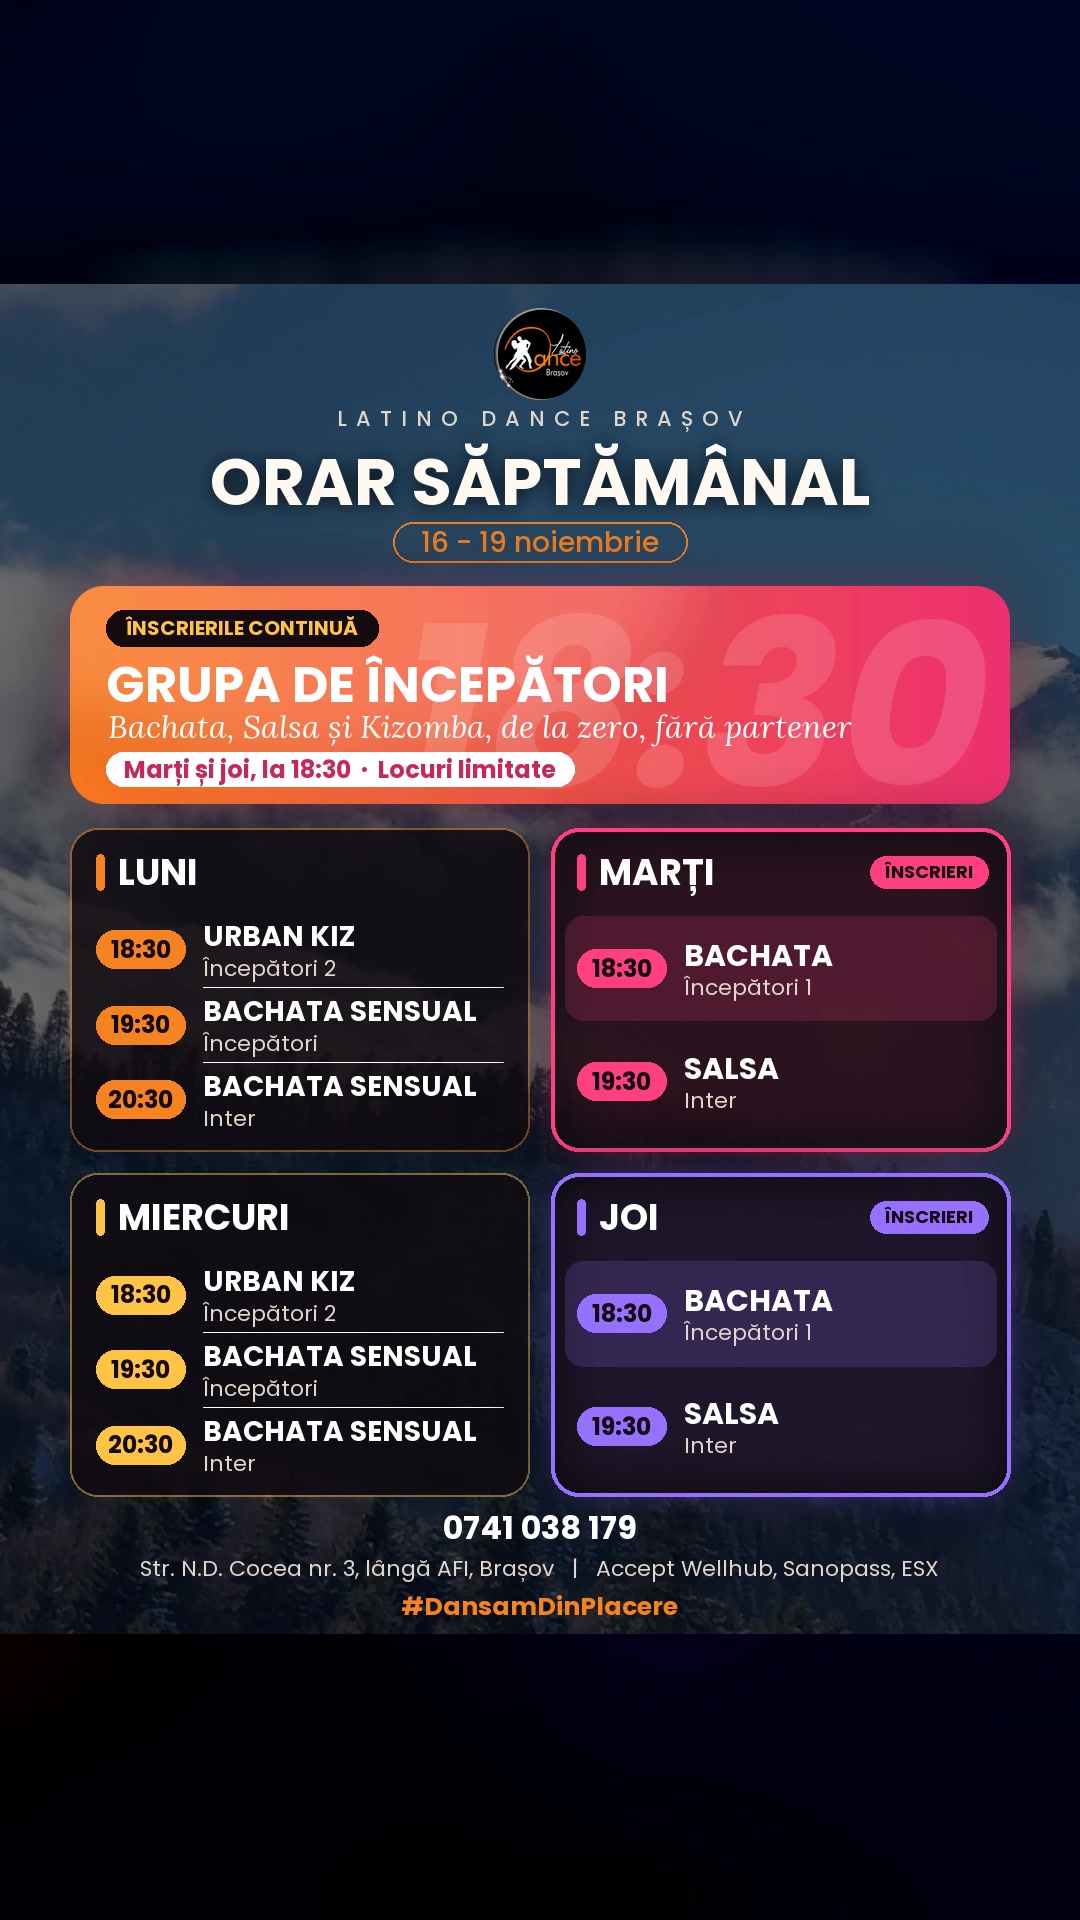 Latino
Dance
Brașov
LATINO DANCE BRAȘOV
ORAR SĂPTĂMÂNAL
16 - 19 noiembrie
18:30
ÎNSCRIERILE CONTINUĂ
GRUPA DE ÎNCEPĂTORI
Bachata, Salsa și Kizomba, de la zero, fără partener
Marți și joi, la 18:30 · Locuri limitate
LUNI
18:30 URBAN KIZ
Începători 2
19:30 BACHATA SENSUAL
Începători
20:30 BACHATA SENSUAL
Inter
MARȚI ÎNSCRIERI
18:30 BACHATA
Începători 1
19:30 SALSA
Inter
MIERCURI
18:30 URBAN KIZ
Începători 2
19:30 BACHATA SENSUAL
Începători
20:30 BACHATA SENSUAL
Inter
JOI ÎNSCRIERI
18:30 BACHATA
Începători 1
19:30 SALSA
Inter
0741 038 179
Str. N.D. Cocea nr. 3, lângă AFI, Brașov | Accept Wellhub, Sanopass, ESX
#DansamDinPlacere